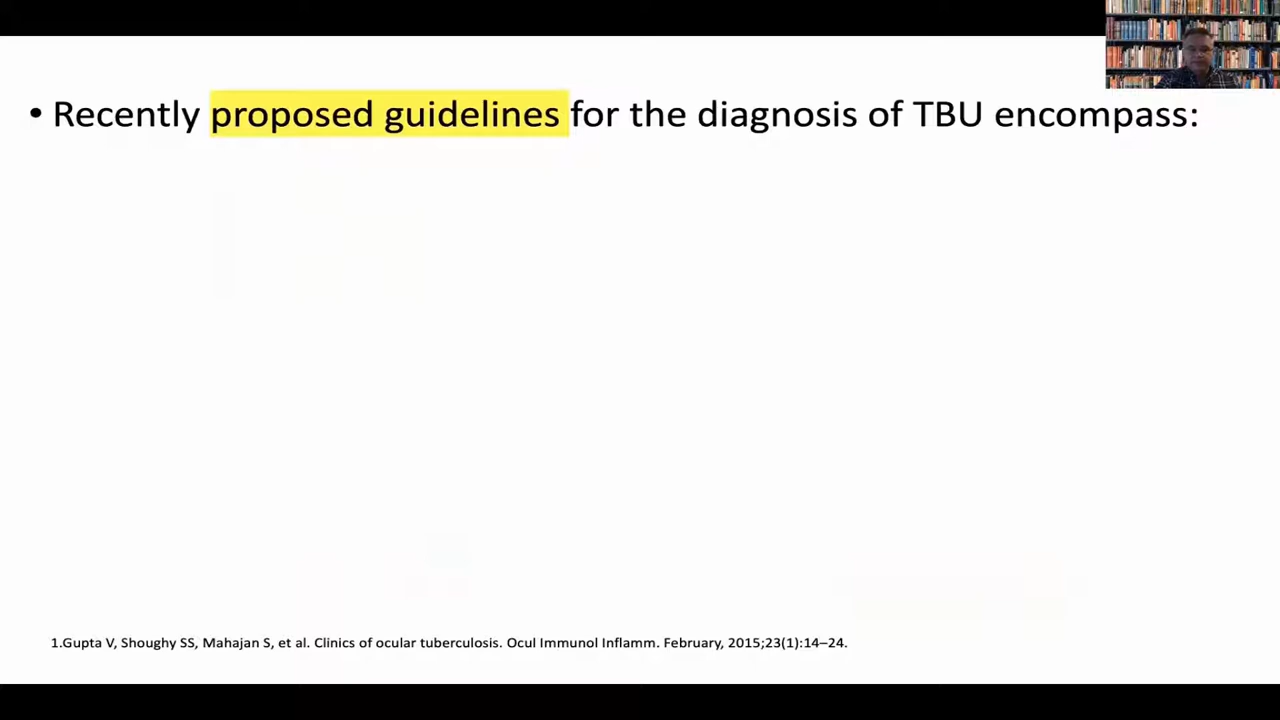 • Recently proposed guidelines for the diagnosis of TBU encompass:
1.Gupta V, Shoughy SS, Mahajan S, et al. Clinics of ocular tuberculosis. Ocul Immunol Inflamm. February, 2015;23(1):14–24.